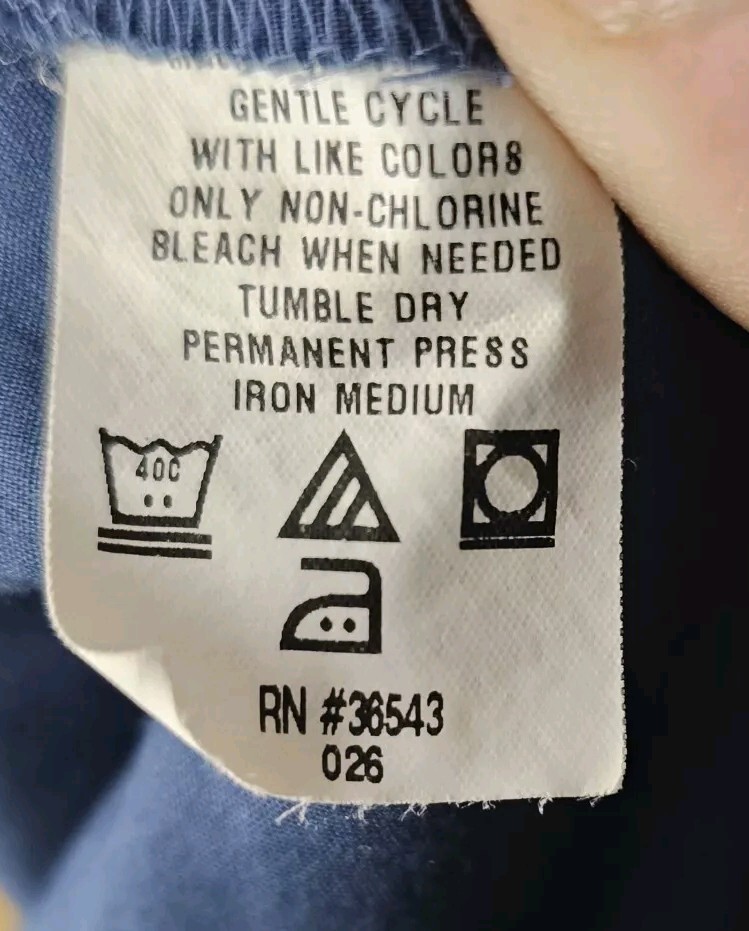 GENTLE CYCLE
WITH LIKE COLORS
ONLY NON-CHLORINE
BLEACH WHEN NEEDED
TUMBLE DRY
PERMANENT PRESS
IRON MEDIUM
40C
RN #36543
026